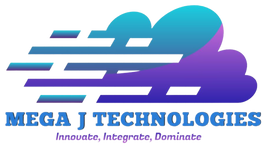 MEGA J TECHNOLOGIES
Innovate, Integrate, Dominate